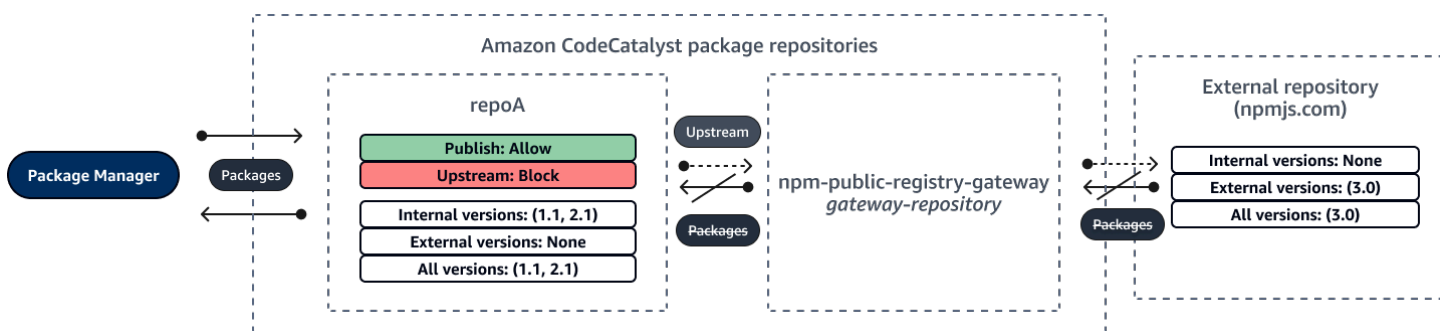 Amazon CodeCatalyst package repositories
Package Manager
Packages
repoA
Publish: Allow
Upstream: Block
Internal versions: (1.1, 2.1)
External versions: None
All versions: (1.1, 2.1)
Upstream
Packages
npm-public-registry-gateway
gateway-repository
Packages
External repository
(npmjs.com)
Internal versions: None
External versions: (3.0)
All versions: (3.0)